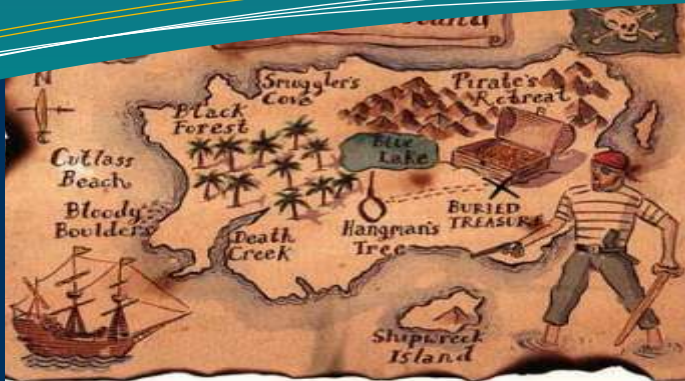 N
Smuggler's
Cove
Pirate's
Retreat
Black
Forest
Blue
Lake
Cutlass
Beach
Bloody
Boulders
Death
Creek
Hangman's
Tree
BURIED
TREASURE
Shipwreck
Island